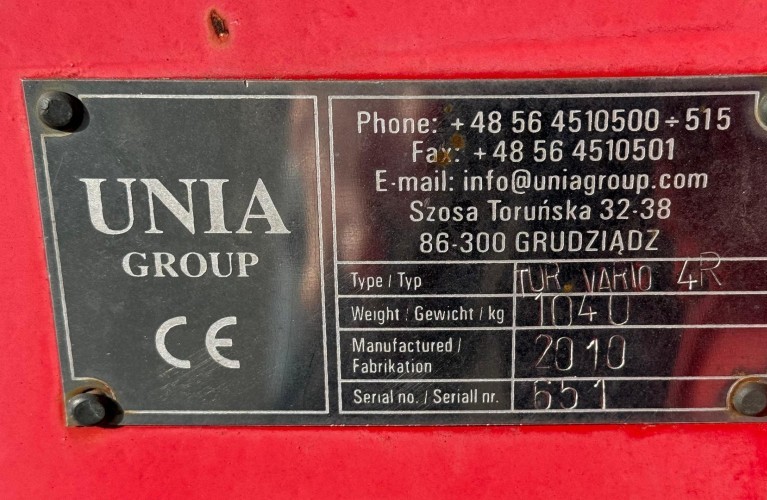 UNIA
GROUP
CE
Phone: +48 56 4510500÷515
Fax: +48 56 4510501
E-mail: info@uniagroup.com
Szosa Toruńska 32-38
86-300 GRUDZIĄDZ
Type / Typ TUR VARIO 4R
Weight / Gewicht / kg 1040
Manufactured /
Fabrikation 2010
Serial no. / Seriall nr. 651